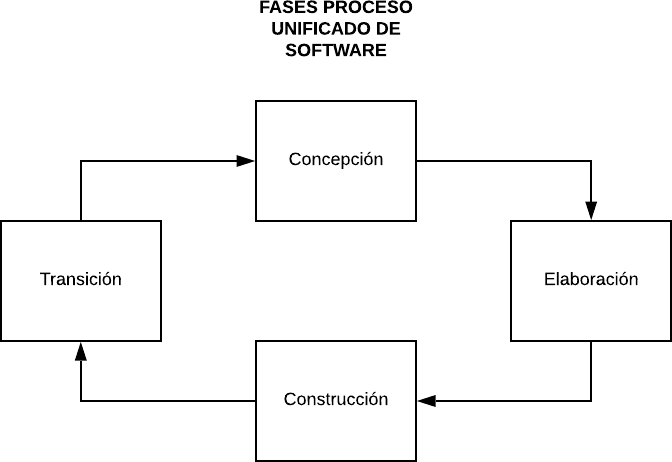 FASES PROCESO
UNIFICADO DE
SOFTWARE
Concepción
Transición
Elaboración
Construcción